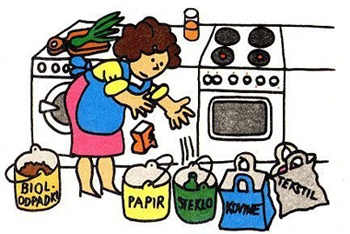 BIOL.
ODPADKI
PAPIR
STEKLO
KOVINE
TEKSTIL